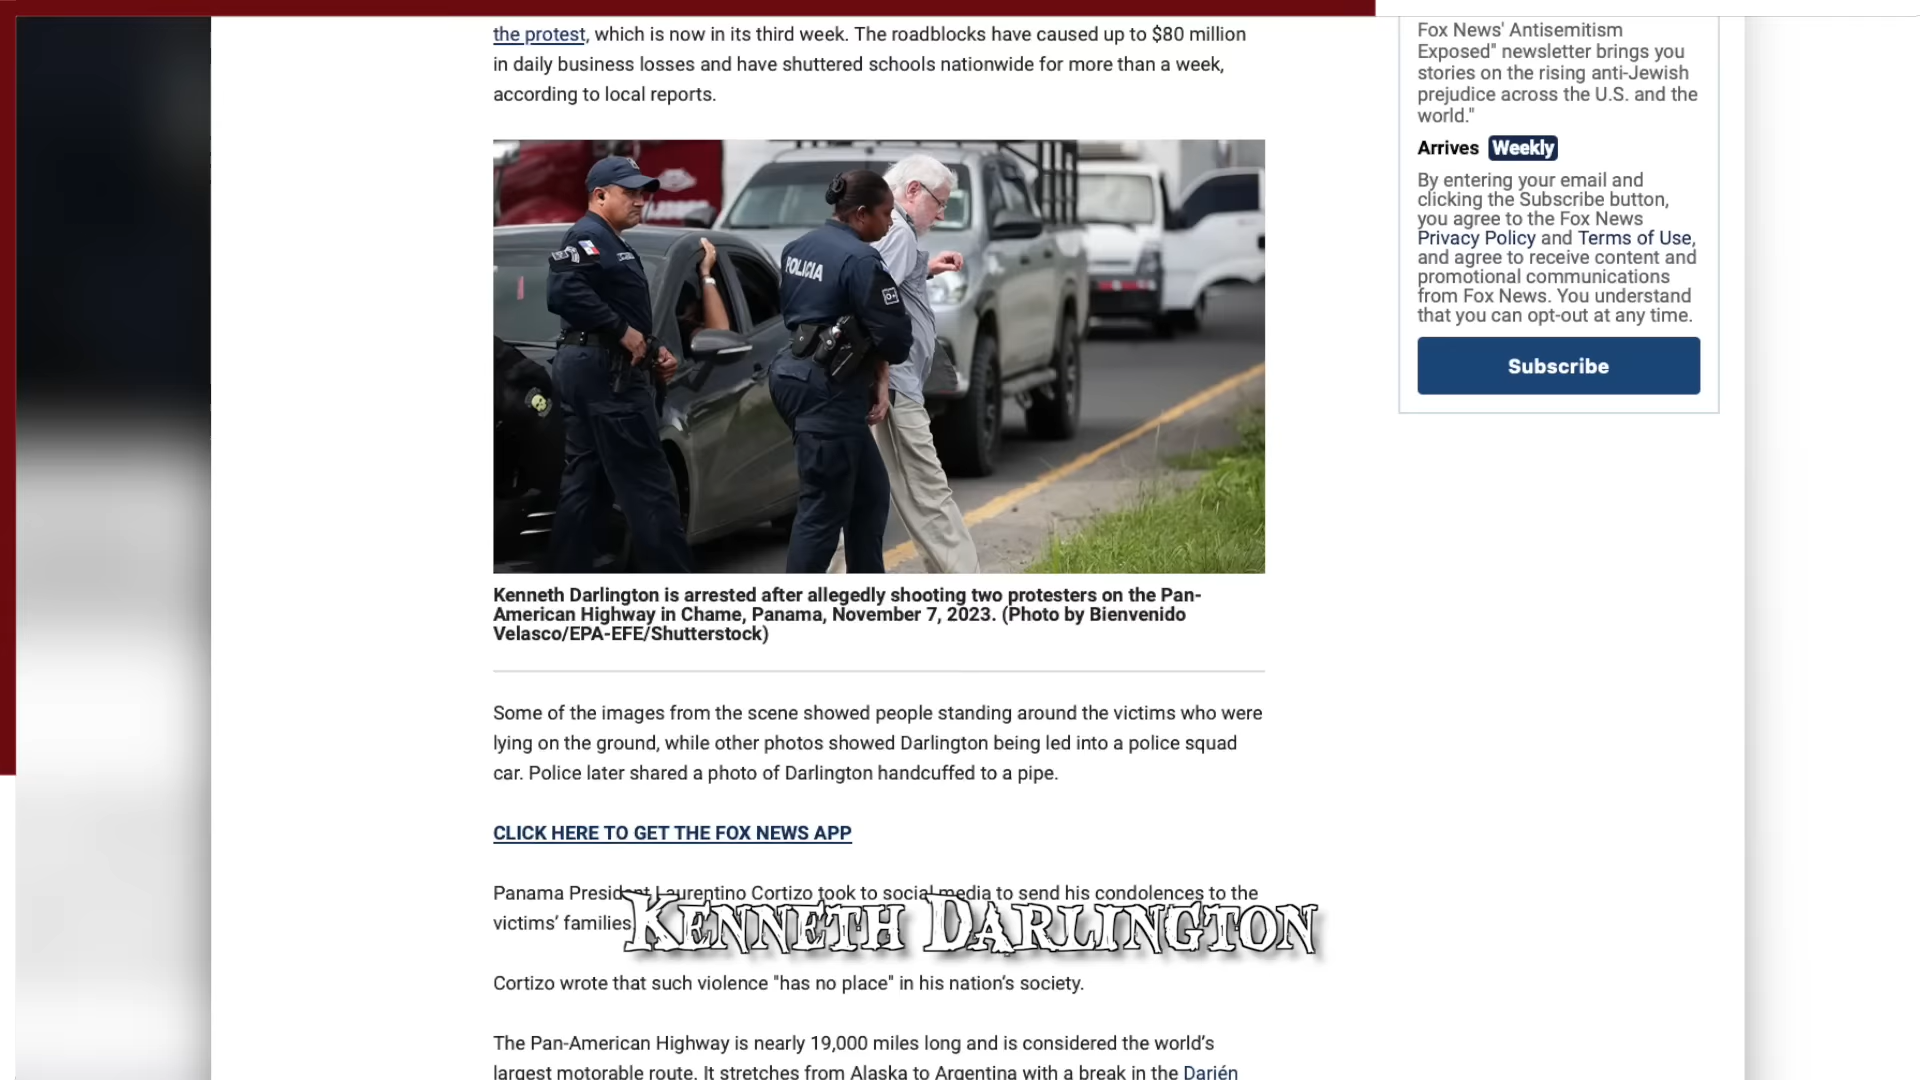 the protest, which is now in its third week. The roadblocks have caused up to $80 million
in daily business losses and have shuttered schools nationwide for more than a week,
according to local reports.
POLICIA
Kenneth Darlington is arrested after allegedly shooting two protesters on the Pan-
American Highway in Chame, Panama, November 7, 2023. (Photo by Bienvenido
Velasco/EPA-EFE/Shutterstock)
Some of the images from the scene showed people standing around the victims who were
lying on the ground, while other photos showed Darlington being led into a police squad
car. Police later shared a photo of Darlington handcuffed to a pipe.
CLICK HERE TO GET THE FOX NEWS APP
Panama President Laurentino Cortizo took to social media to send his condolences to the
victims’ families
Kenneth Darlington
Cortizo wrote that such violence "has no place" in his nation’s society.
The Pan-American Highway is nearly 19,000 miles long and is considered the world’s
largest motorable route. It stretches from Alaska to Argentina with a break in the Darién
Fox News' Antisemitism
Exposed" newsletter brings you
stories on the rising anti-Jewish
prejudice across the U.S. and the
world."
Arrives Weekly
By entering your email and
clicking the Subscribe button,
you agree to the Fox News
Privacy Policy and Terms of Use,
and agree to receive content and
promotional communications
from Fox News. You understand
that you can opt-out at any time.
Subscribe